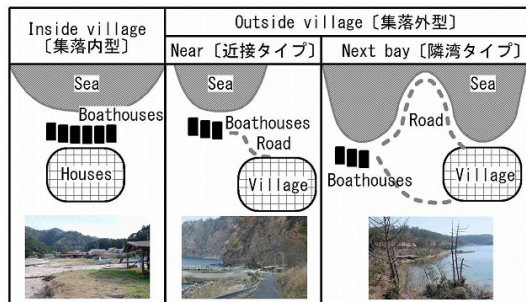 Inside village
〔集落内型〕
Outside village〔集落外型〕
Near〔近接タイプ〕
Next bay〔隣湾タイプ〕
Sea
Boathouses
Houses
Sea
Boathouses
Road
Village
Sea
Road
Boathouses
Village